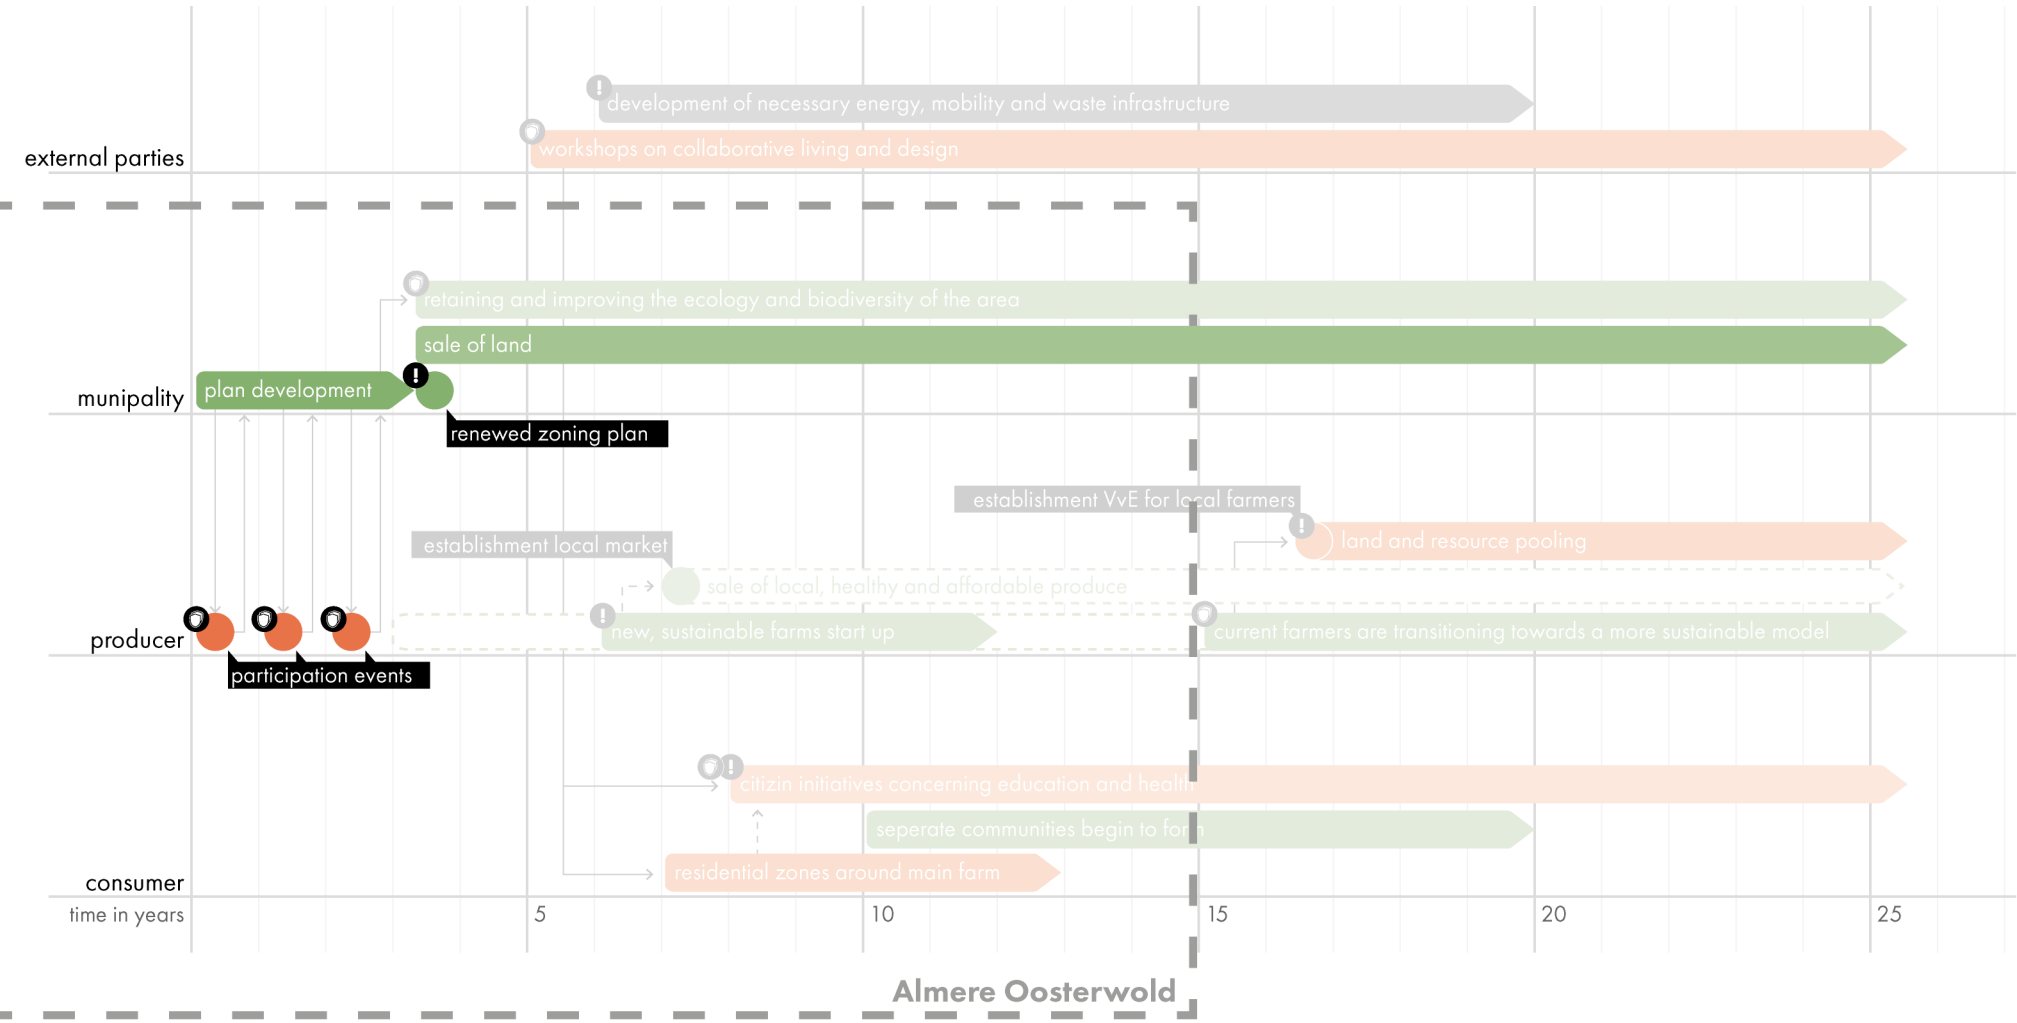 development of necessary energy, mobility and waste infrastructure
workshops on collaborative living and design
external parties
retaining and improving the ecology and biodiversity of the area
sale of land
plan development
munipality
renewed zoning plan
establishment VvE for local farmers
land and resource pooling
establishment local market
sale of local, healthy and affordable produce
new, sustainable farms start up
current farmers are transitioning towards a more sustainable model
producer
participation events
citizin initiatives concerning education and health
seperate communities begin to form
residential zones around main farm
consumer
time in years
5
10
15
20
25
Almere Oosterwold